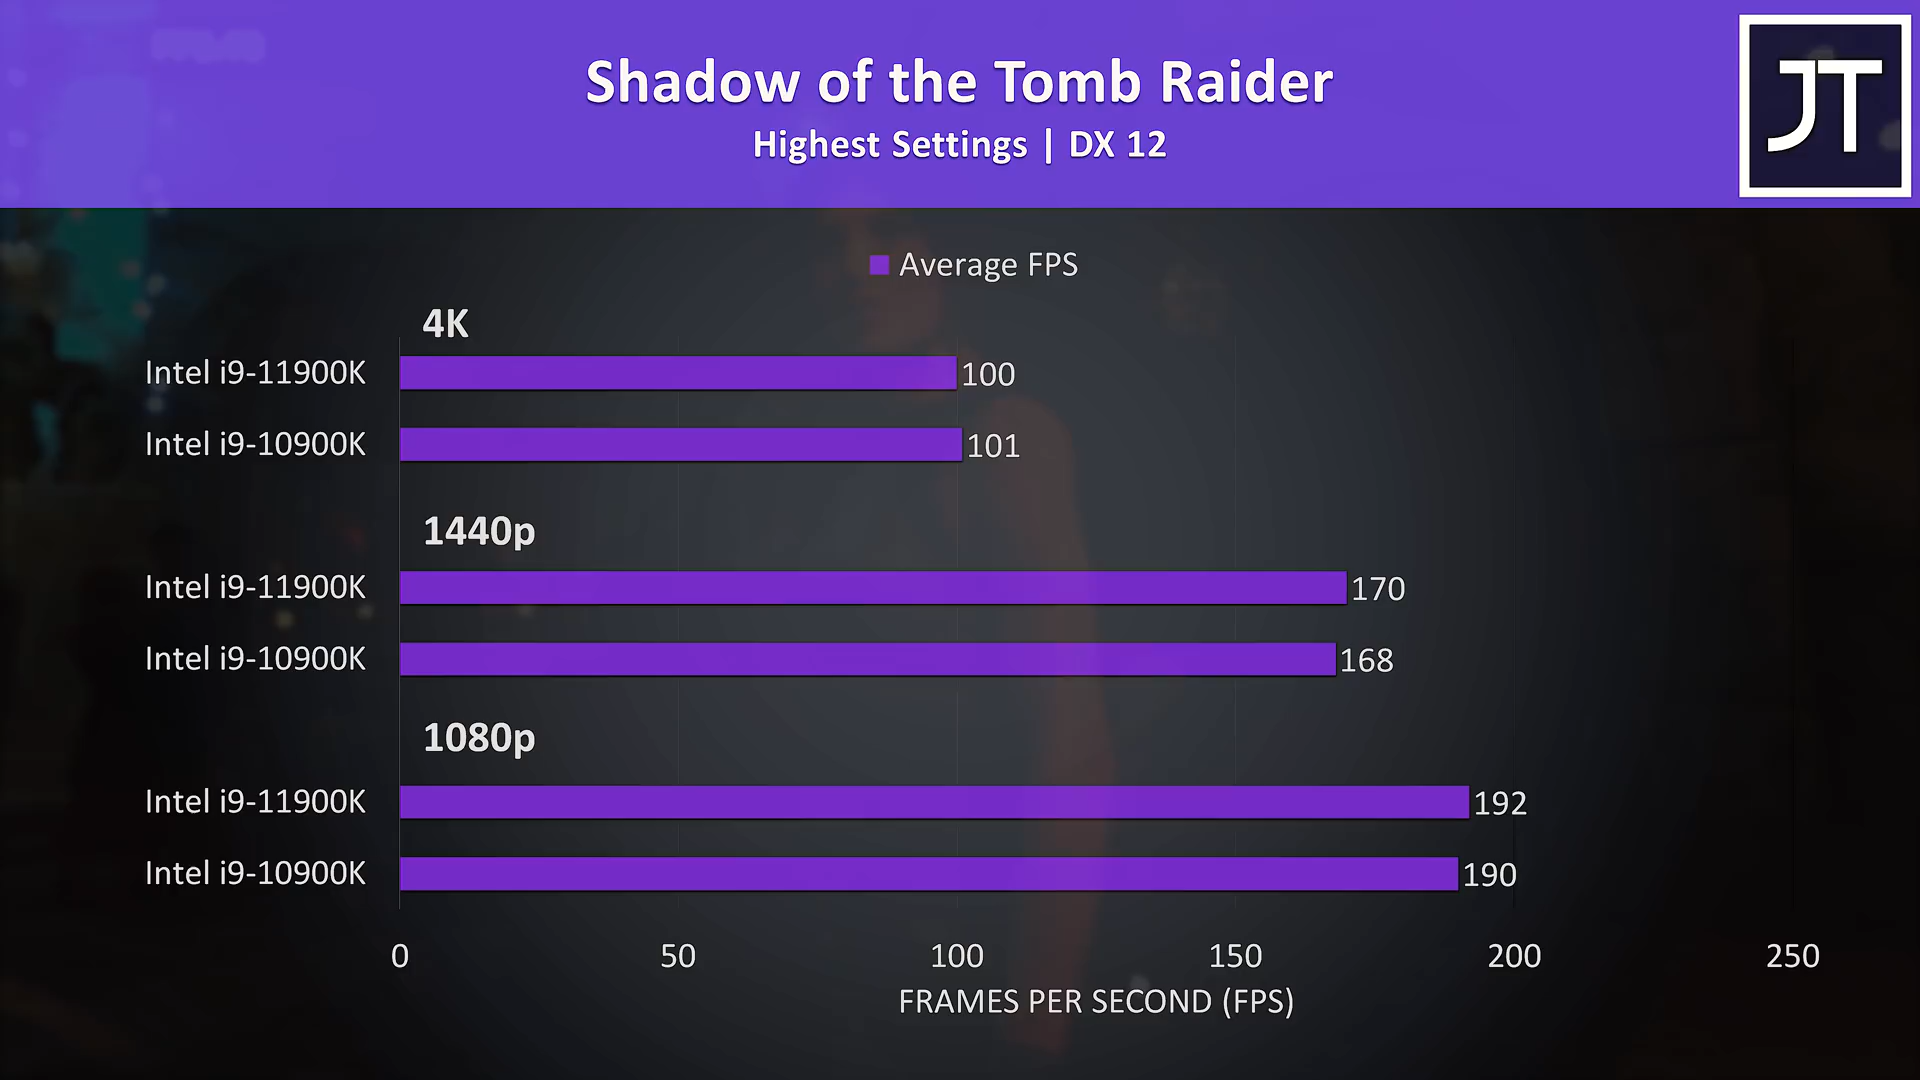 Shadow of the Tomb Raider
Highest Settings | DX 12
JT
Average FPS
4K
Intel i9-11900K 100
Intel i9-10900K 101
1440p
Intel i9-11900K 170
Intel i9-10900K 168
1080p
Intel i9-11900K 192
Intel i9-10900K 190
0 50 100 150 200 250
FRAMES PER SECOND (FPS)